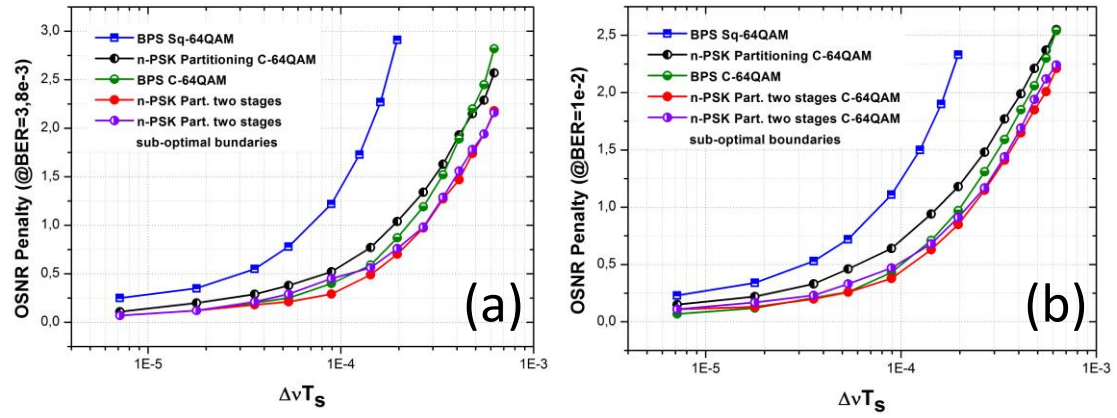 3,0
2,5
2,0
1,5
1,0
0,5
0,0
OSNR Penalty (@BER=3,8e-3)
BPS Sq-64QAM
n-PSK Partitioning C-64QAM
BPS C-64QAM
n-PSK Part. two stages
n-PSK Part. two stages
sub-optimal bundaries
(a)
1E-5 1E-4 1E-3
ΔνTs
2,5
2,0
1,5
1,0
0,5
0,0
OSNR Penalty (@BER=1e-2)
BPS Sq-64QAM
n-PSK Partitioning C-64QAM
BPS C-64QAM
n-PSK Part. two stages C-64QAM
n-PSK Part. two stages C-64QAM
sub-optimal boundaries
(b)
1E-5 1E-4 1E-3
ΔνTs